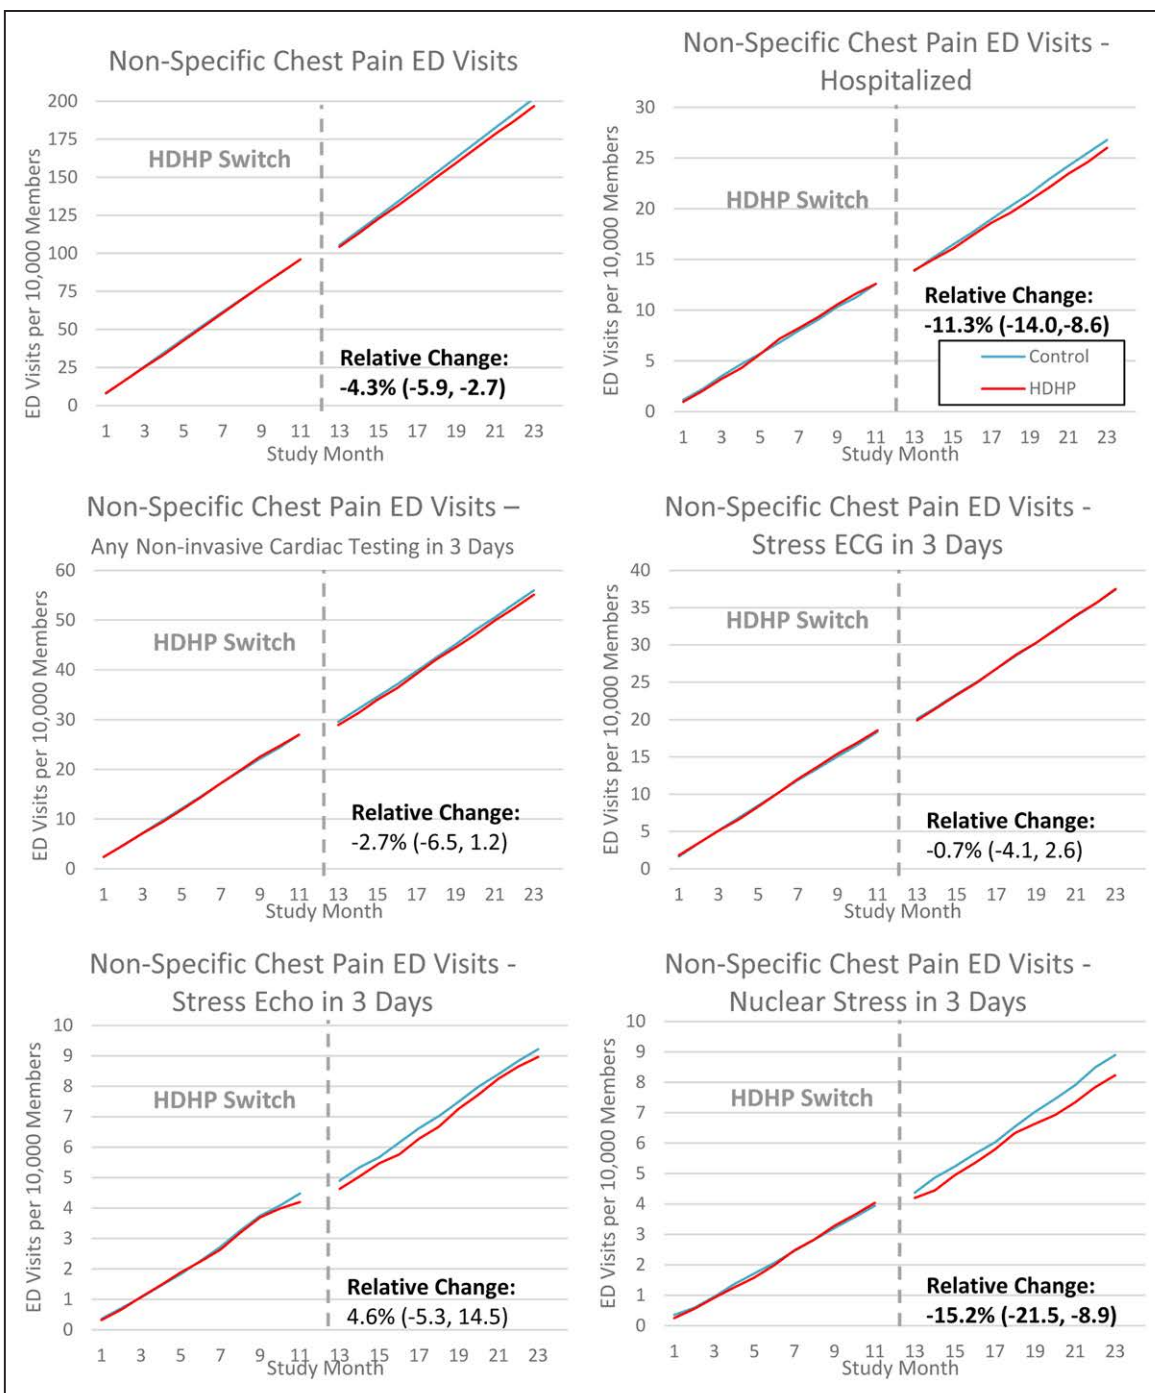 Non-Specific Chest Pain ED Visits
ED Visits per 10,000 Members
200
175
150
125
100
75
50
25
0
HDHP Switch
Relative Change:
-4.3% (-5.9, -2.7)
1 3 5 7 9 11 13 15 17 19 21 23
Study Month
Non-Specific Chest Pain ED Visits -
Hospitalized
ED Visits per 10,000 Members
30
25
20
15
10
5
0
HDHP Switch
Relative Change:
-11.3% (-14.0,-8.6)
Control
HDHP
1 3 5 7 9 11 13 15 17 19 21 23
Study Month
Non-Specific Chest Pain ED Visits –
Any Non-invasive Cardiac Testing in 3 Days
ED Visits per 10,000 Members
60
50
40
30
20
10
0
HDHP Switch
Relative Change:
-2.7% (-6.5, 1.2)
1 3 5 7 9 11 13 15 17 19 21 23
Study Month
Non-Specific Chest Pain ED Visits -
Stress ECG in 3 Days
ED Visits per 10,000 Members
40
35
30
25
20
15
10
5
0
HDHP Switch
Relative Change:
-0.7% (-4.1, 2.6)
1 3 5 7 9 11 13 15 17 19 21 23
Study Month
Non-Specific Chest Pain ED Visits -
Stress Echo in 3 Days
ED Visits per 10,000 Members
10
9
8
7
6
5
4
3
2
1
0
HDHP Switch
Relative Change:
4.6% (-5.3, 14.5)
1 3 5 7 9 11 13 15 17 19 21 23
Study Month
Non-Specific Chest Pain ED Visits -
Nuclear Stress in 3 Days
ED Visits per 10,000 Members
10
9
8
7
6
5
4
3
2
1
0
HDHP Switch
Relative Change:
-15.2% (-21.5, -8.9)
1 3 5 7 9 11 13 15 17 19 21 23
Study Month